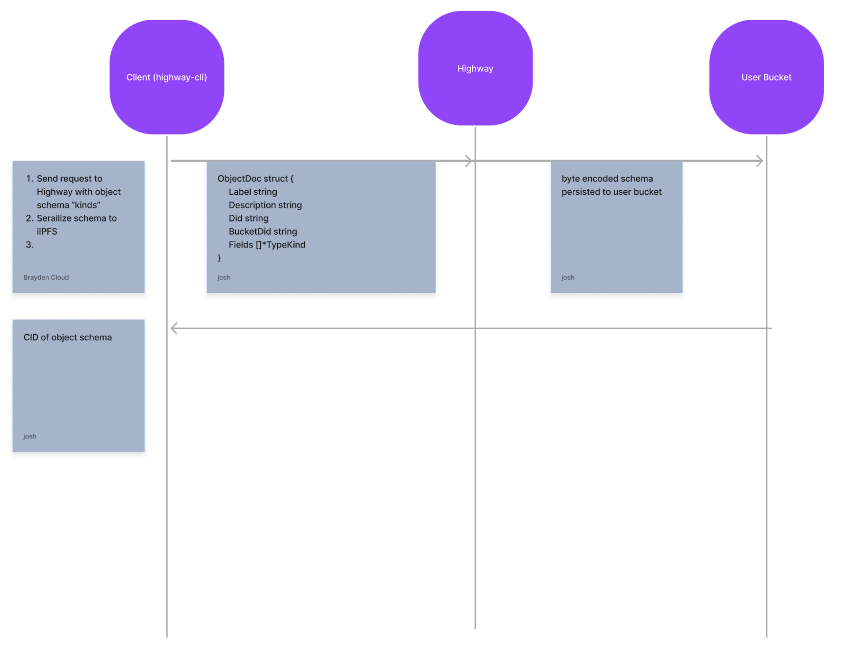 Client (highway-cli)
Highway
User Bucket
1. Send request to
Highway with object
schema "kinds"
2. Serailize schema to
iIPFS
3.
Brayden Cloud
ObjectDoc struct {
Label string
Description string
Did string
BucketDid string
Fields []*TypeKind
}
josh
byte encoded schema
persisted to user bucket
josh
CID of object schema
josh